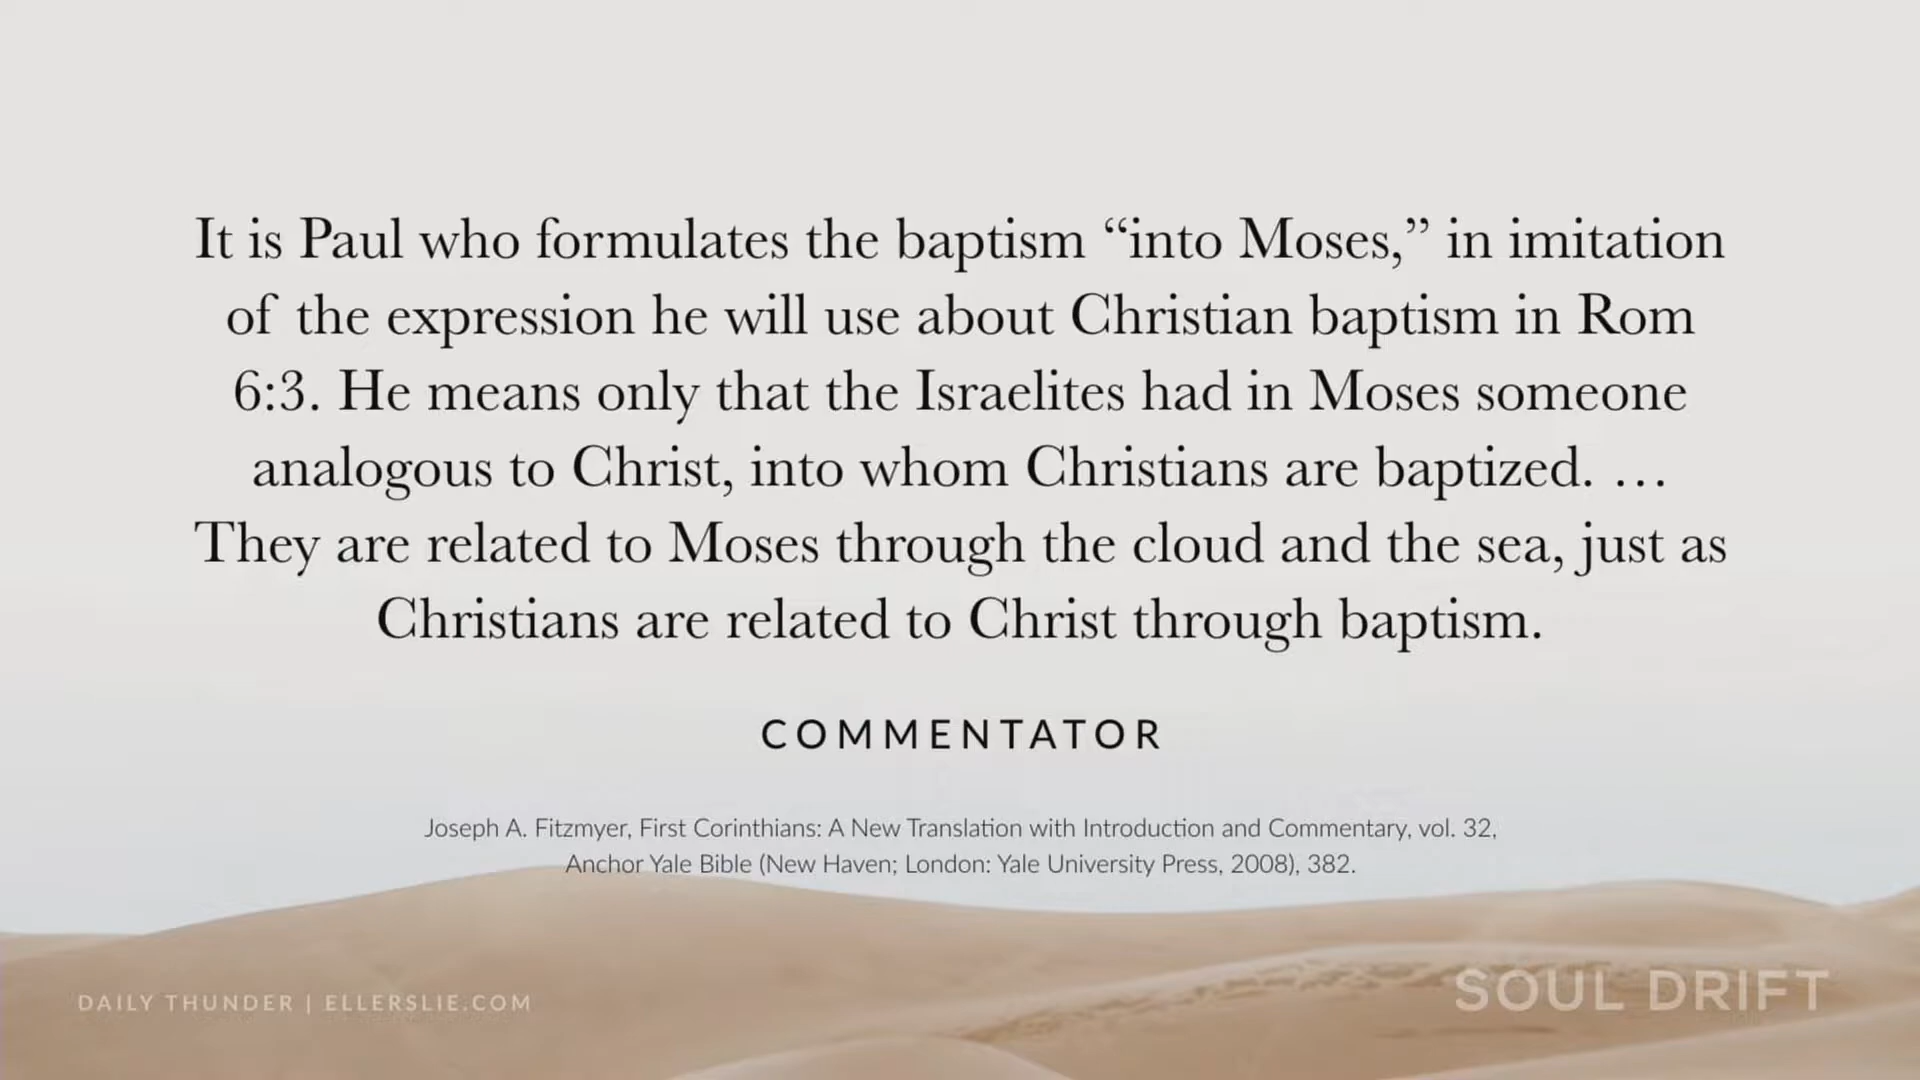 It is Paul who formulates the baptism “into Moses,” in imitation
of the expression he will use about Christian baptism in Rom
6:3. He means only that the Israelites had in Moses someone
analogous to Christ, into whom Christians are baptized. …
They are related to Moses through the cloud and the sea, just as
Christians are related to Christ through baptism.
COMMENTATOR
Joseph A. Fitzmyer, First Corinthians: A New Translation with Introduction and Commentary, vol. 32,
Anchor Yale Bible (New Haven; London: Yale University Press, 2008), 382.
DAILY THUNDER | ELLERSLIE.COM
SOUL DRIFT